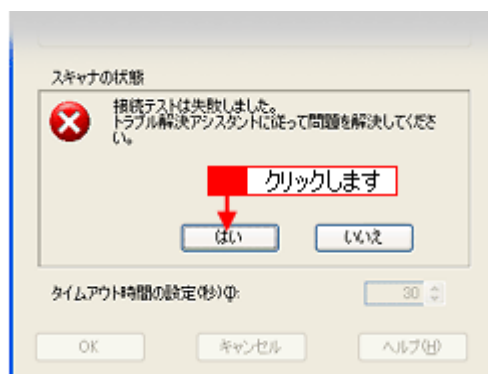 スキャナの状態
接続テストは失敗しました。
トラブル解決アシスタントに従って問題を解決してくださ
い。
クリックします
はい
いいえ
タイムアウト時間の設定(秒)(I):
30
OK
キャンセル
ヘルプ(H)